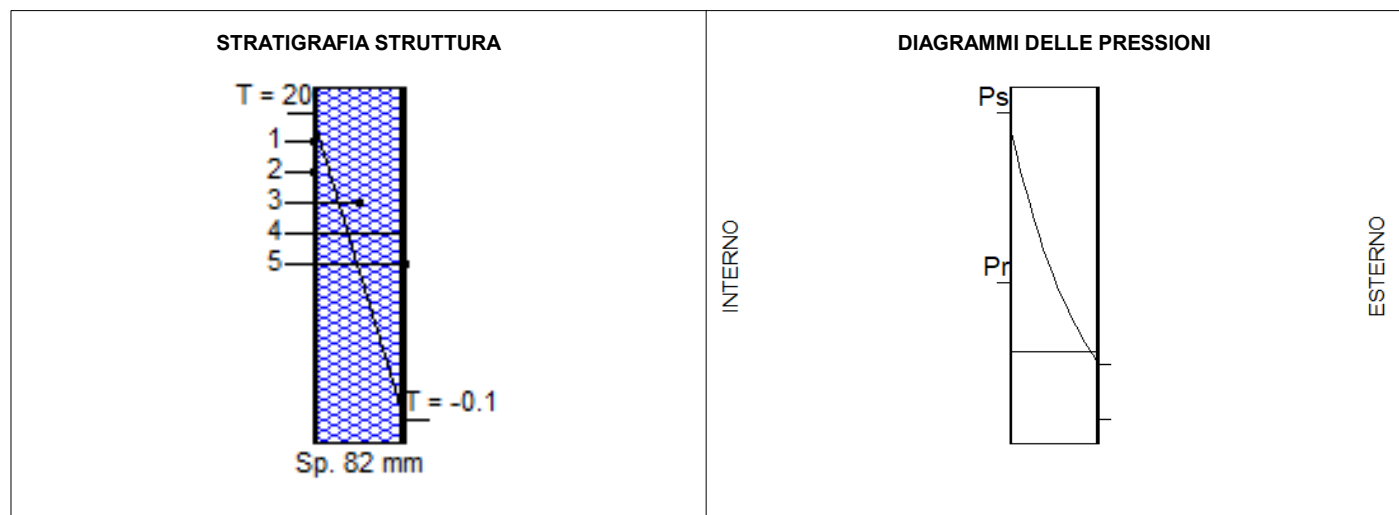 STRATIGRAFIA STRUTTURA
T = 20
1
2
3
4
5
T = -0.1
Sp. 82 mm
DIAGRAMMI DELLE PRESSIONI
INTERNO
Ps
Pr
ESTERNO